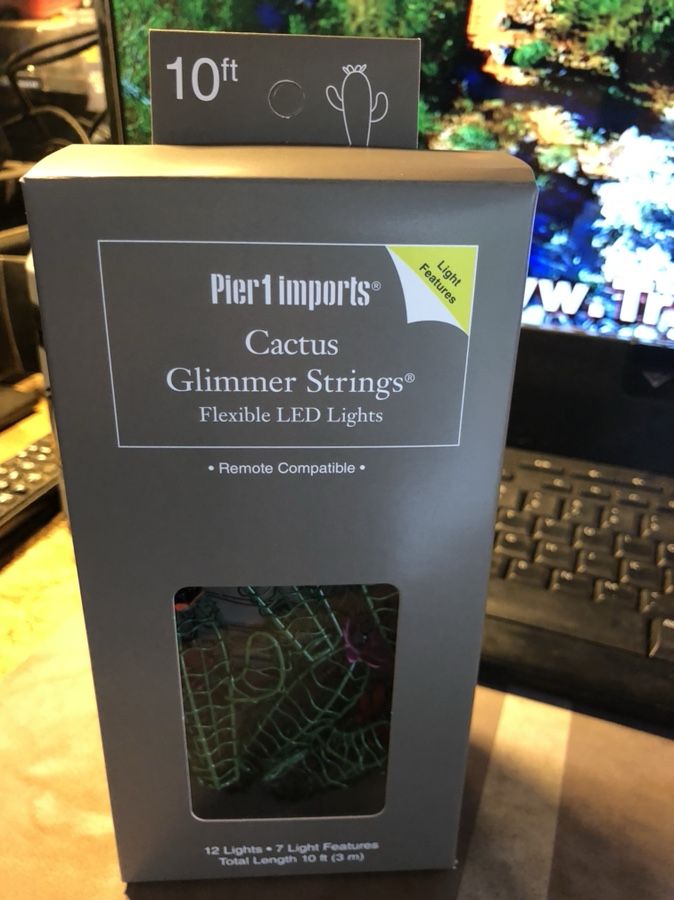 10ft
Pier1 imports®
Light
Features
Cactus
Glimmer Strings®
Flexible LED Lights
• Remote Compatible •
12 Lights • 7 Light Features
Total Length 10 ft (3 m)